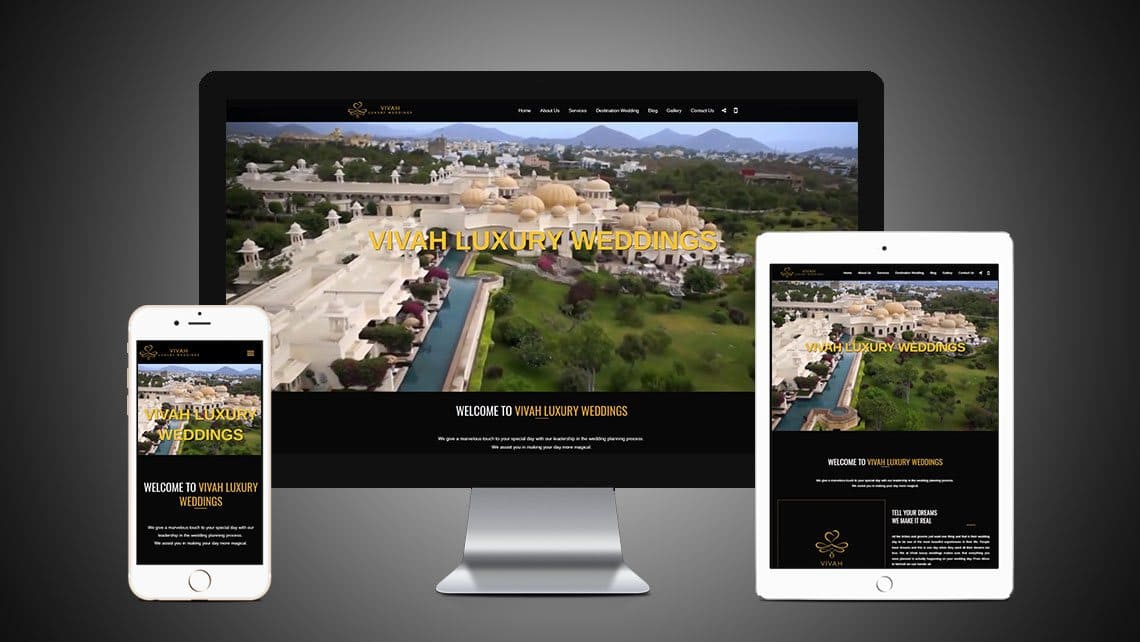 VIVAH
LUXURY WEDDINGS
Home About Us Services Destination Wedding Blog Gallery Contact Us
VIVAH LUXURY WEDDINGS
WELCOME TO VIVAH LUXURY WEDDINGS
We give a marvelous touch to your special day with our leadership in the wedding planning process.
We assist you in making your day more magical.
VIVAH
LUXURY WEDDINGS
VIVAH LUXURY
WEDDINGS
WELCOME TO VIVAH LUXURY
WEDDINGS
We give a marvelous touch to your special day with our
leadership in the wedding planning process.
We assist you in making your day more magical.
VIVAH
LUXURY WEDDINGS
Home About Us Services Destination Wedding Blog Gallery Contact Us
VIVAH LUXURY WEDDINGS
WELCOME TO VIVAH LUXURY WEDDINGS
We give a marvelous touch to your special day with our leadership in the wedding planning process.
We assist you in making your day more magical.
VIVAH
TELL YOUR DREAMS
WE MAKE IT REAL